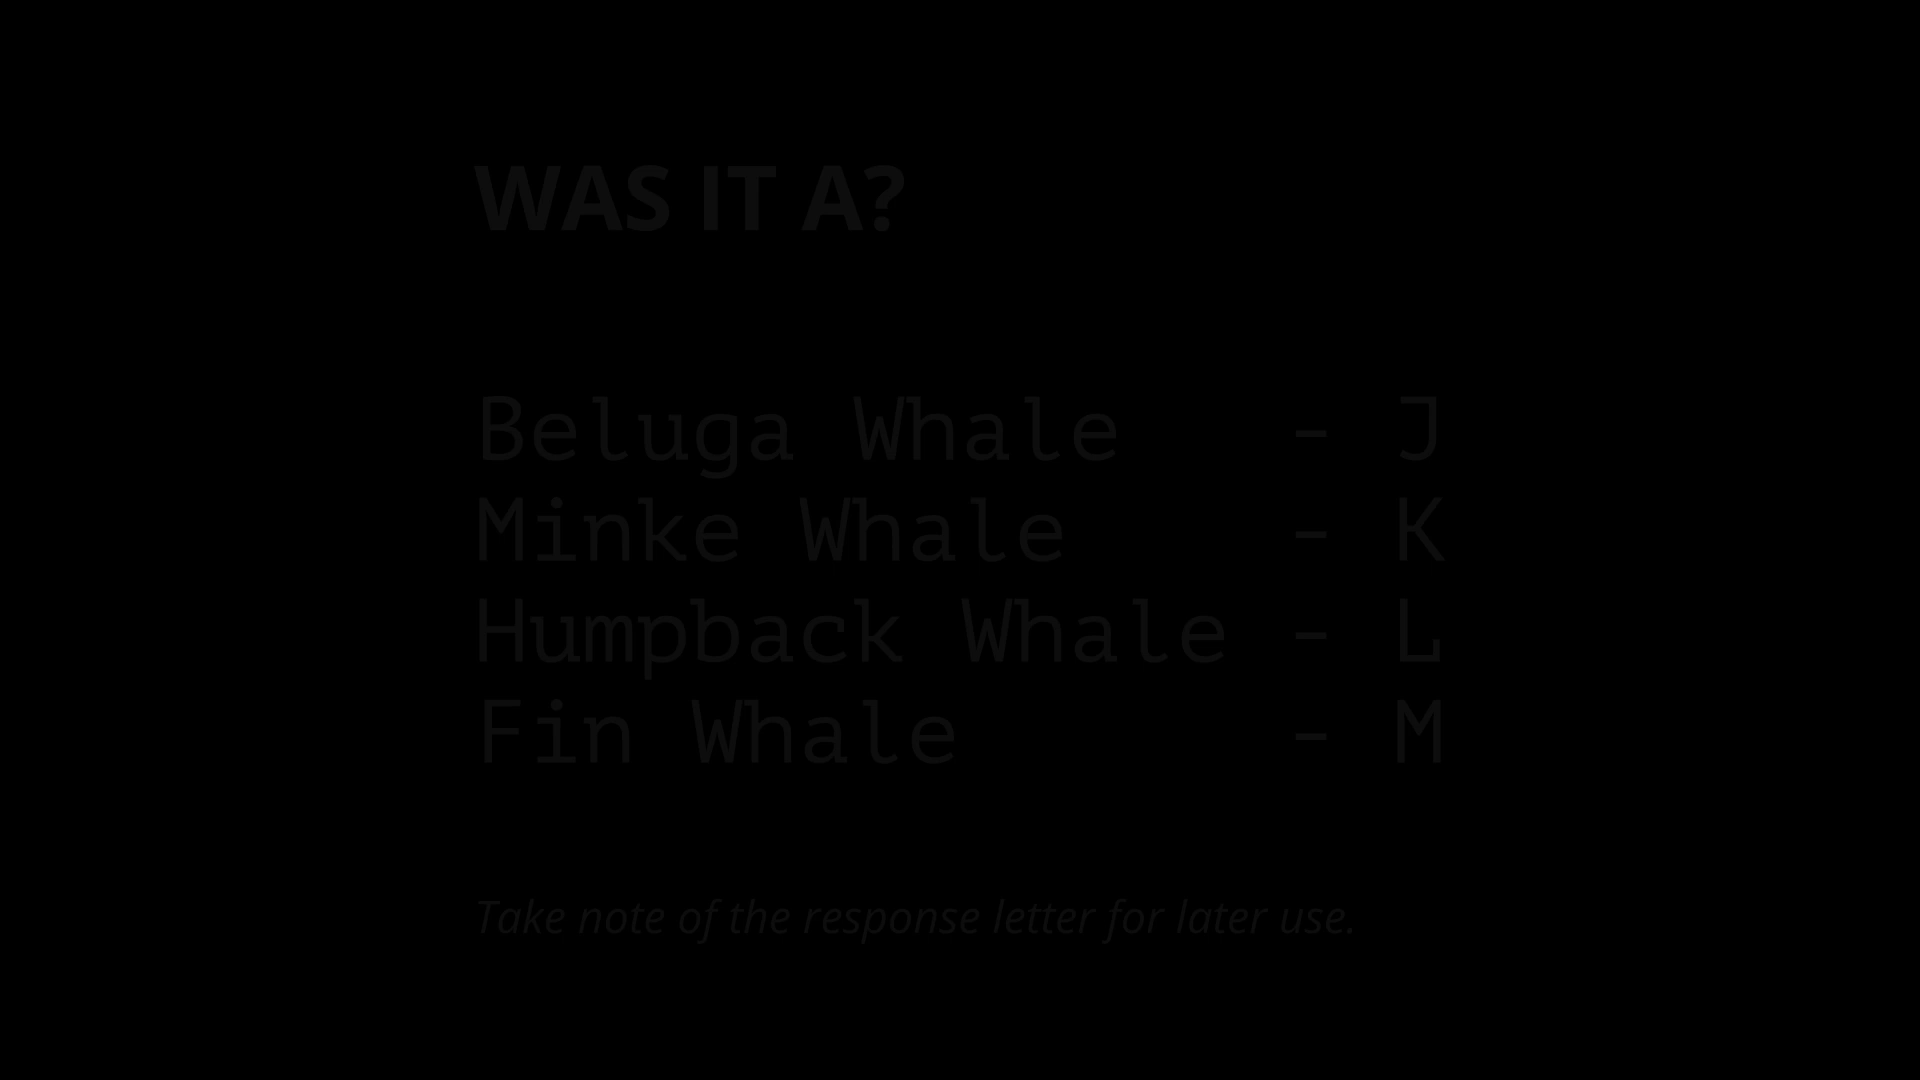 WAS IT A?
Beluga Whale - J
Minke Whale - K
Humpback Whale - L
Fin Whale - M
Take note of the response letter for later use.